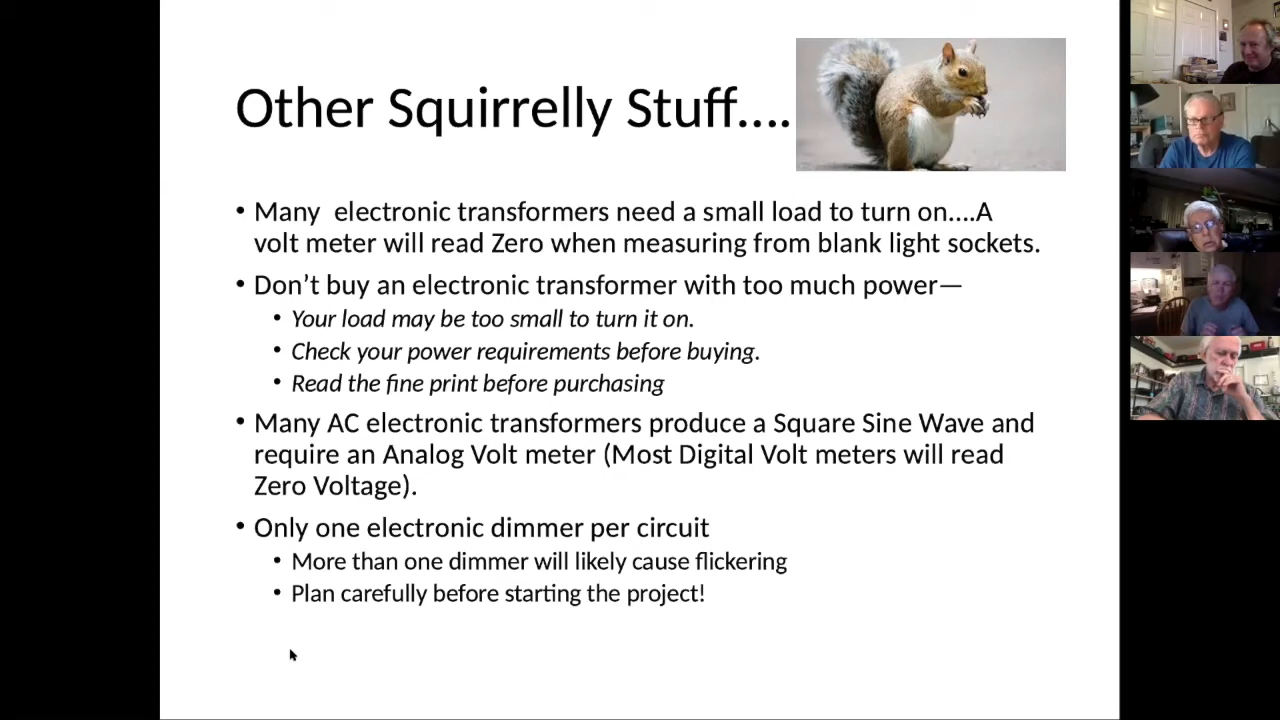 Other Squirrelly Stuff....
• Many  electronic transformers need a small load to turn on....A
volt meter will read Zero when measuring from blank light sockets.
• Don’t buy an electronic transformer with too much power—
• Your load may be too small to turn it on.
• Check your power requirements before buying.
• Read the fine print before purchasing
• Many AC electronic transformers produce a Square Sine Wave and
require an Analog Volt meter (Most Digital Volt meters will read
Zero Voltage).
• Only one electronic dimmer per circuit
• More than one dimmer will likely cause flickering
• Plan carefully before starting the project!